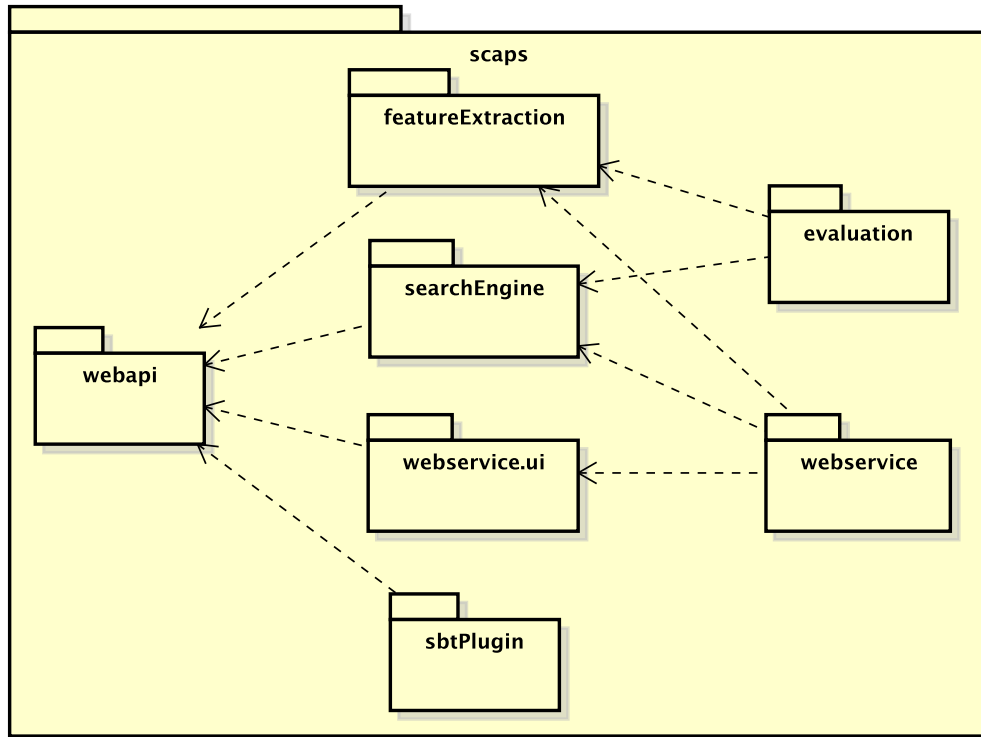 scaps
featureExtraction
evaluation
searchEngine
webapi
webservice.ui
webservice
sbtPlugin